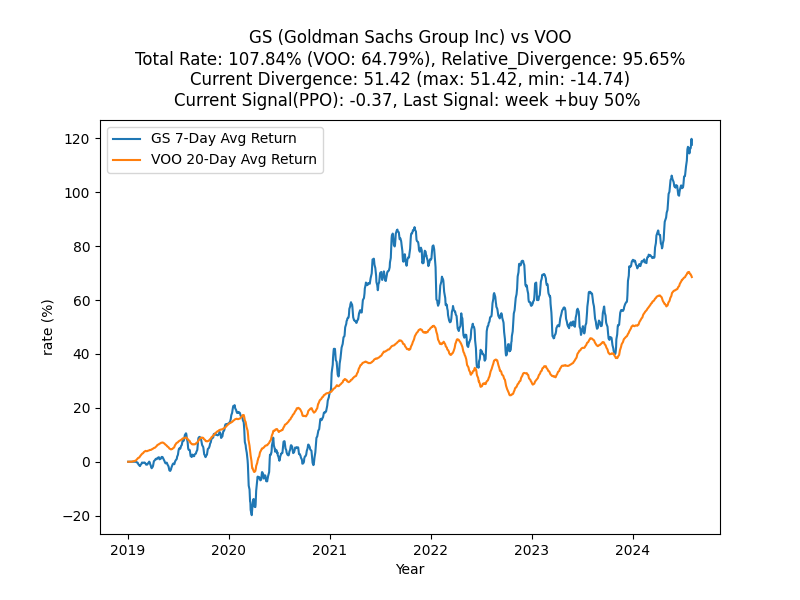 GS (Goldman Sachs Group Inc) vs VOO
Total Rate: 107.84% (VOO: 64.79%), Relative_Divergence: 95.65%
Current Divergence: 51.42 (max: 51.42, min: -14.74)
Current Signal(PPO): -0.37, Last Signal: week +buy 50%
GS 7-Day Avg Return
VOO 20-Day Avg Return
rate (%)
120
100
80
60
40
20
0
−20
2019
2020
2021
2022
2023
2024
Year